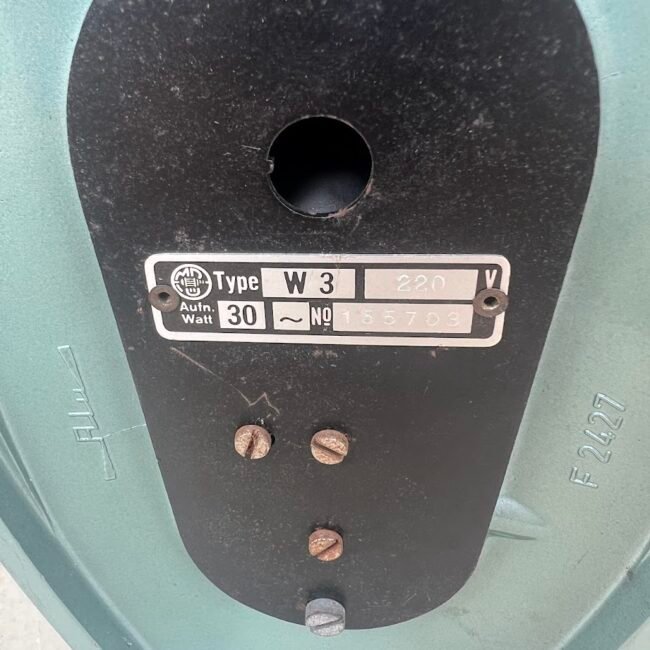 Type W 3 220 V
Aufn. Watt 30 ~ No 155703
F 2427